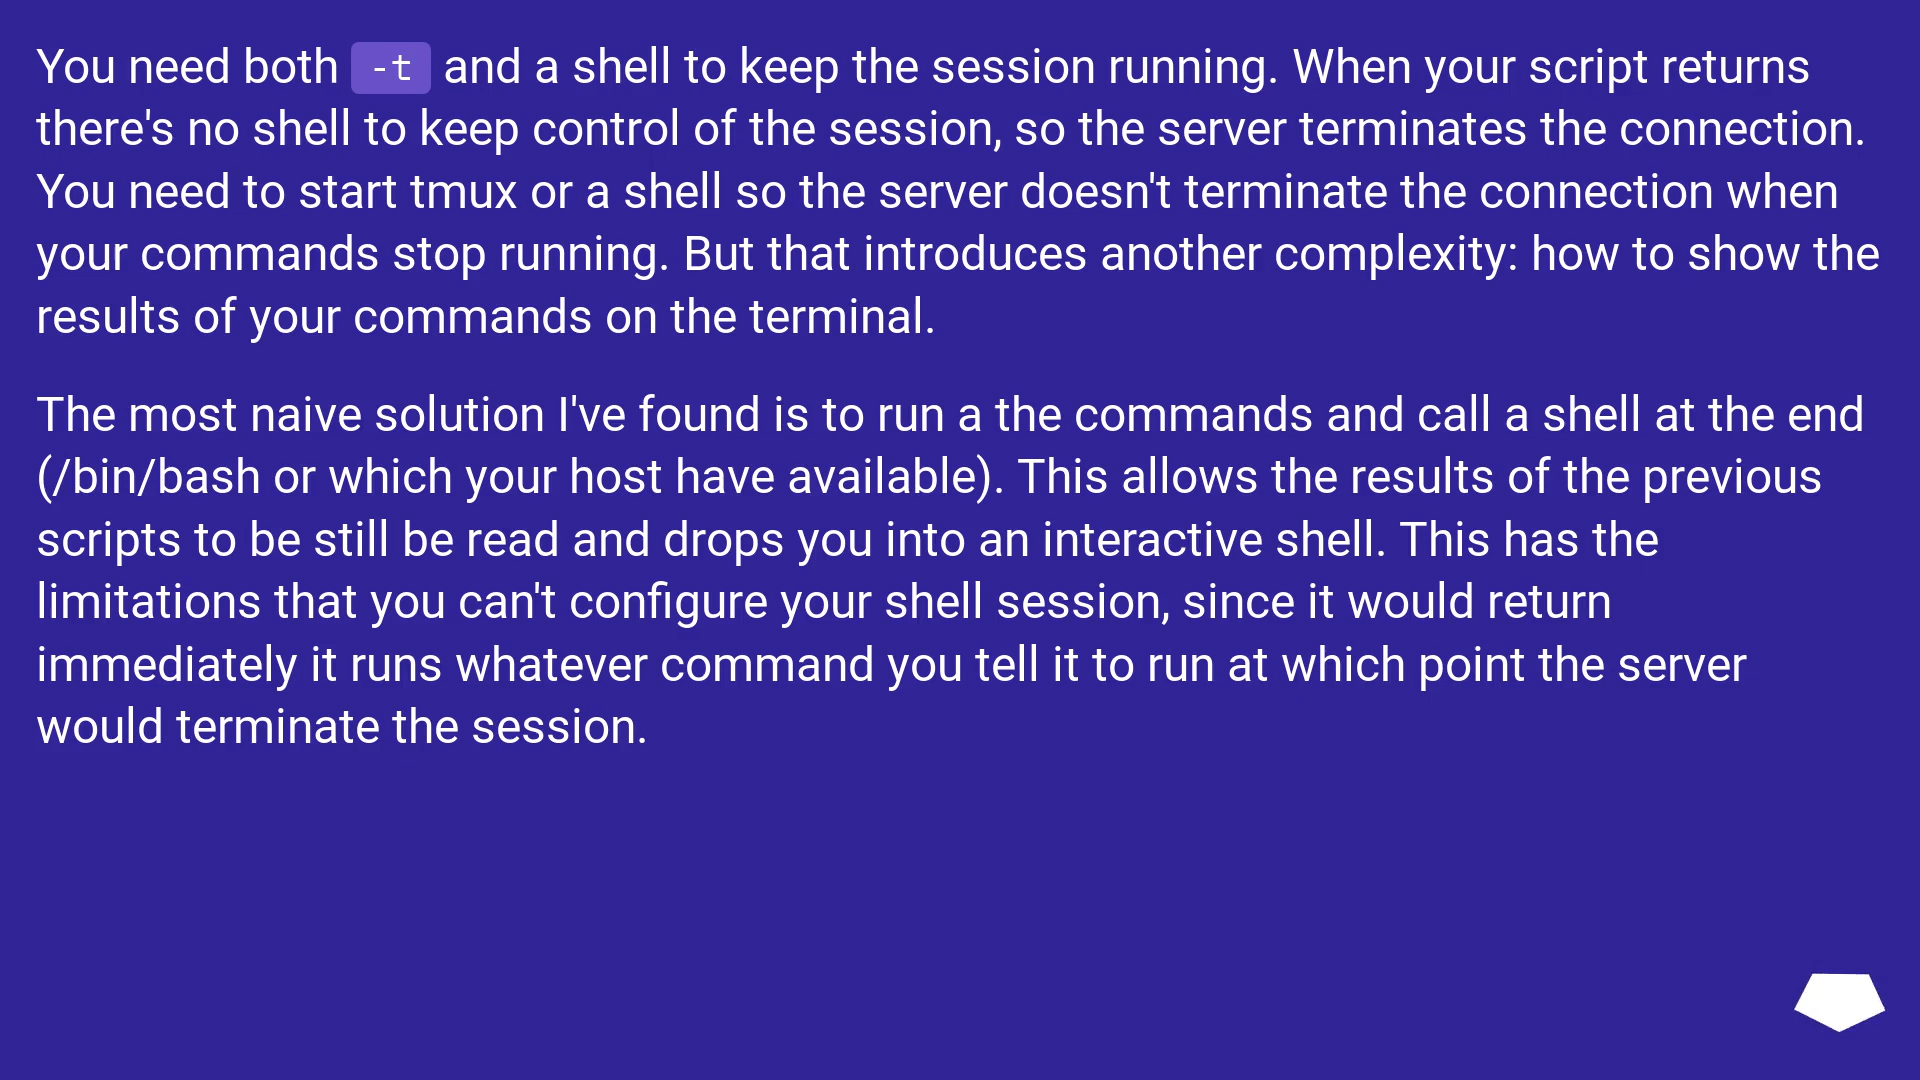 You need both -t and a shell to keep the session running. When your script returns
there's no shell to keep control of the session, so the server terminates the connection.
You need to start tmux or a shell so the server doesn't terminate the connection when
your commands stop running. But that introduces another complexity: how to show the
results of your commands on the terminal.
The most naive solution I've found is to run a the commands and call a shell at the end
(/bin/bash or which your host have available). This allows the results of the previous
scripts to be still be read and drops you into an interactive shell. This has the
limitations that you can't configure your shell session, since it would return
immediately it runs whatever command you tell it to run at which point the server
would terminate the session.